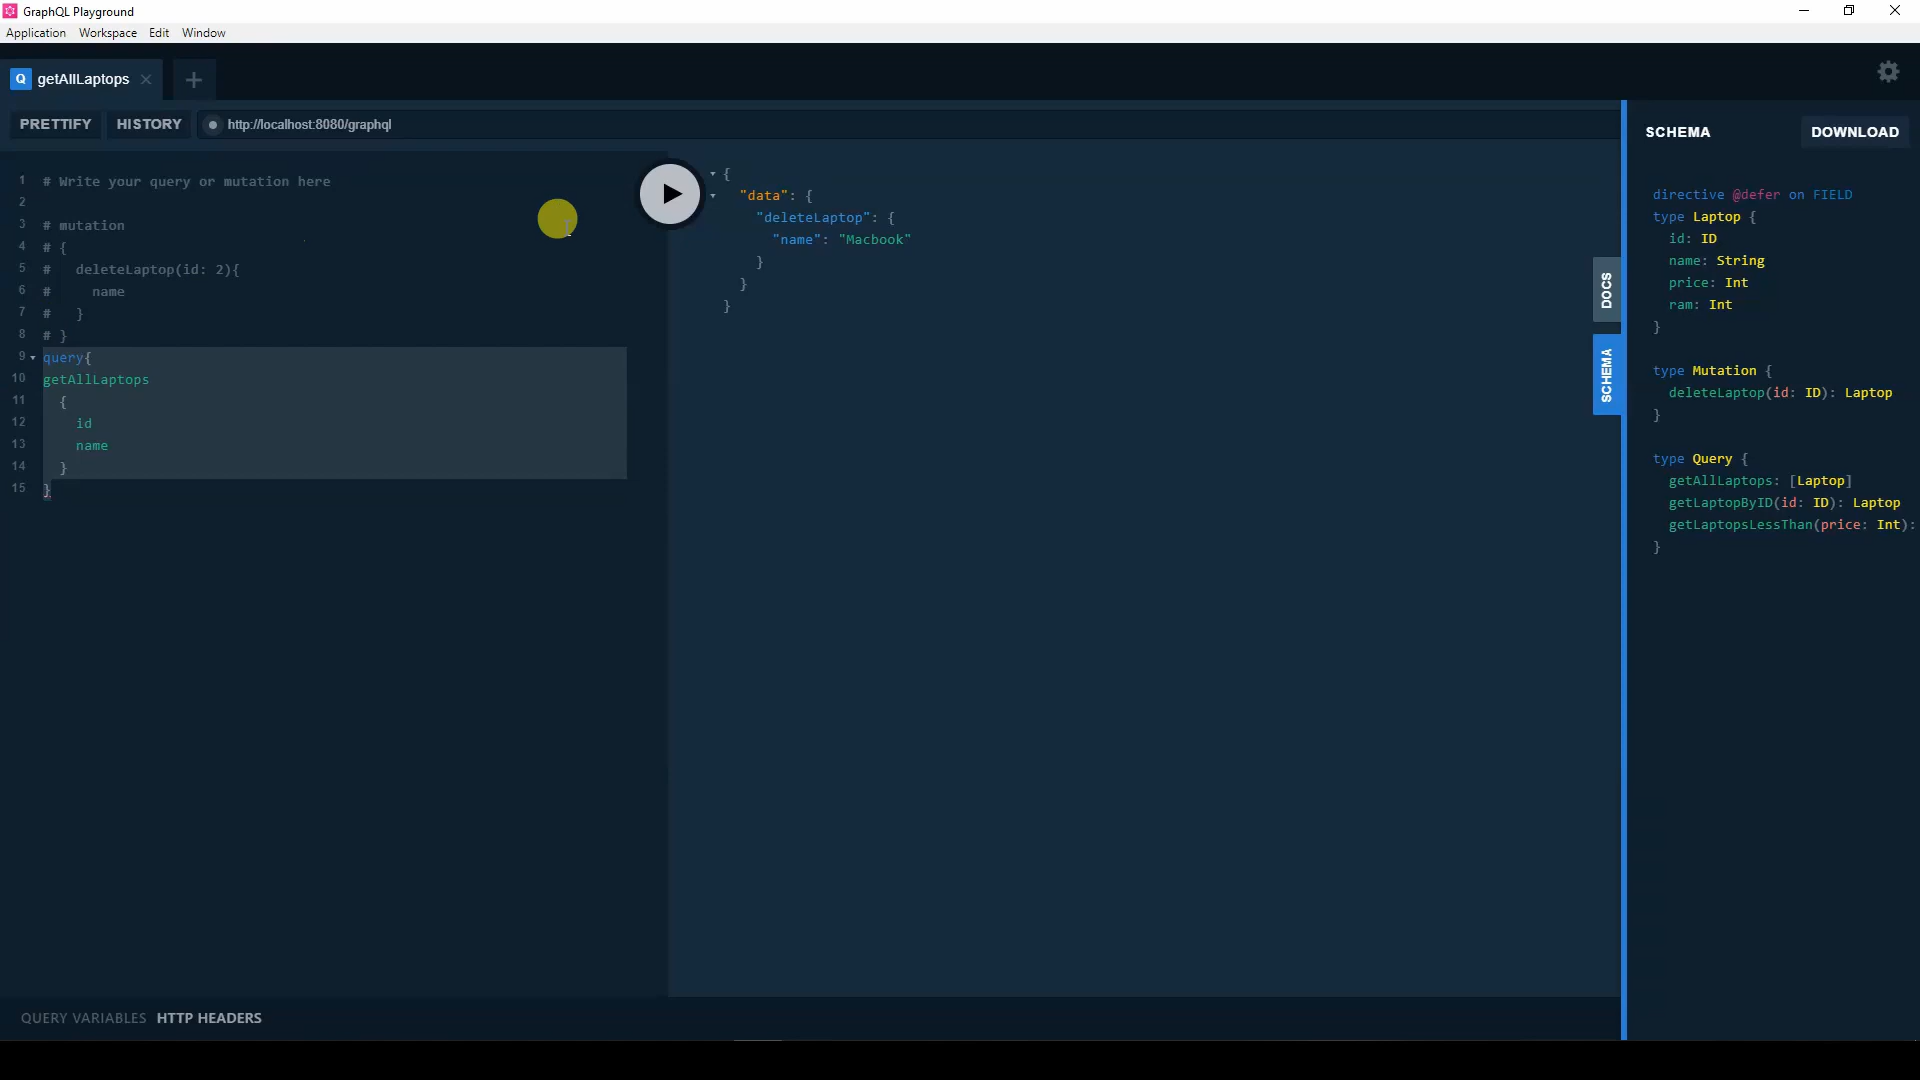 GraphQL Playground
Application Workspace Edit Window
Q getAllLaptops
PRETTIFY HISTORY http://localhost:8080/graphql
1 # Write your query or mutation here
2
3 # mutation
4 # {
5 # deleteLaptop(id: 2){
6 # name
7 # }
8 # }
9 query{
10 getAllLaptops
11 {
12 id
13 name
14 }
15 }
{
"data": {
"deleteLaptop": {
"name": "Macbook"
}
}
}
DOCS
SCHEMA
SCHEMA DOWNLOAD
directive @defer on FIELD
type Laptop {
id: ID
name: String
price: Int
ram: Int
}
type Mutation {
deleteLaptop(id: ID): Laptop
}
type Query {
getAllLaptops: [Laptop]
getLaptopByID(id: ID): Laptop
getLaptopsLessThan(price: Int):
}
QUERY VARIABLES HTTP HEADERS